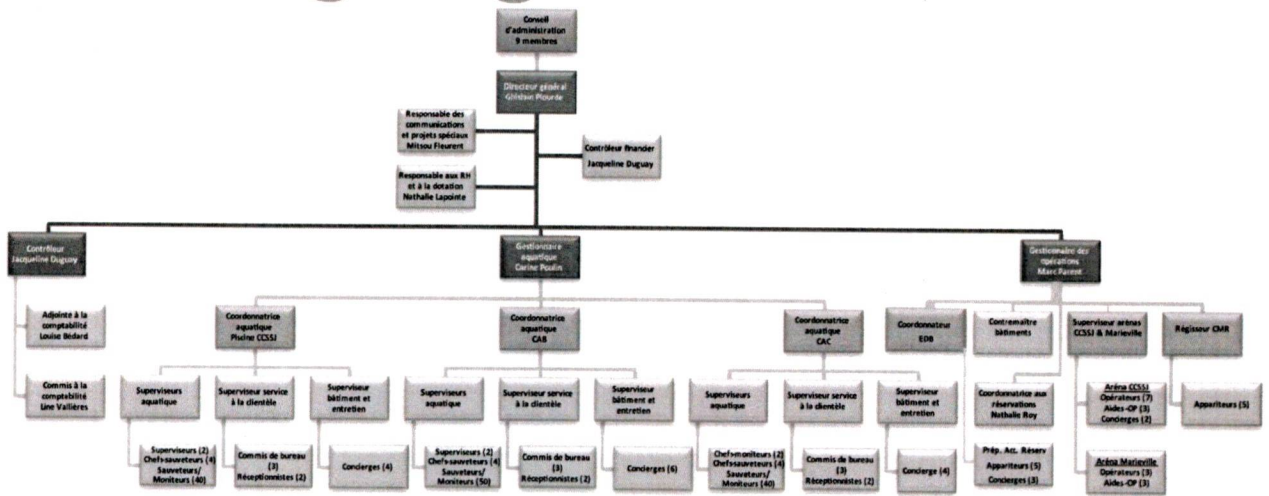 Conseil
d'administration
9 membres
Directeur général
Ghislain Plourde
Responsable des
communications
et projets spéciaux
Mitsou Fleurent
Contrôleur financier
Jacqueline Duguay
Responsable aux RH
et à la dotation
Nathalie Lapointe
Contrôleur
Jacqueline Duguay
Gestionnaire
aquatique
Carine Poulin
Gestionnaire des
opérations
Marc Parent
Adjointe à la
comptabilité
Louise Bédard
Commis à la
comptabilité
Line Vallières
Coordonnatrice
aquatique
Piscine CCSSJ
Superviseurs
aquatique
Superviseurs (2)
Chefs-sauveteurs (4)
Sauveteurs/
Moniteurs (40)
Superviseur service
à la clientèle
Commis de bureau
(3)
Réceptionnistes (2)
Superviseur
bâtiment et
entretien
Concierges (4)
Coordonnatrice
aquatique
CAB
Superviseurs
aquatique
Superviseurs (2)
Chefs-sauveteurs (4)
Sauveteurs/
Moniteurs (50)
Superviseur service
à la clientèle
Commis de bureau
(3)
Réceptionnistes (2)
Superviseur
bâtiment et
entretien
Concierges (6)
Coordonnatrice
aquatique
CAC
Superviseurs
aquatique
Chefs-moniteurs (2)
Chefs-sauveteurs (4)
Sauveteurs/
Moniteurs (40)
Superviseur service
à la clientèle
Commis de bureau
(3)
Réceptionnistes (2)
Superviseur
bâtiment et
entretien
Concierge (4)
Coordonnateur
EDB
Prép. Act. Réserv
Appariteurs (5)
Concierges (3)
Contremaître
bâtiments
Coordonnatrice aux
réservations
Nathalie Roy
Superviseur arénas
CCSSJ & Marieville
Aréna CCSSJ
Opérateurs (7)
Aides-OP (3)
Concierges (2)
Aréna Marieville
Opérateurs (3)
Aides-OP (3)
Régisseur CMR
Appariteurs (5)